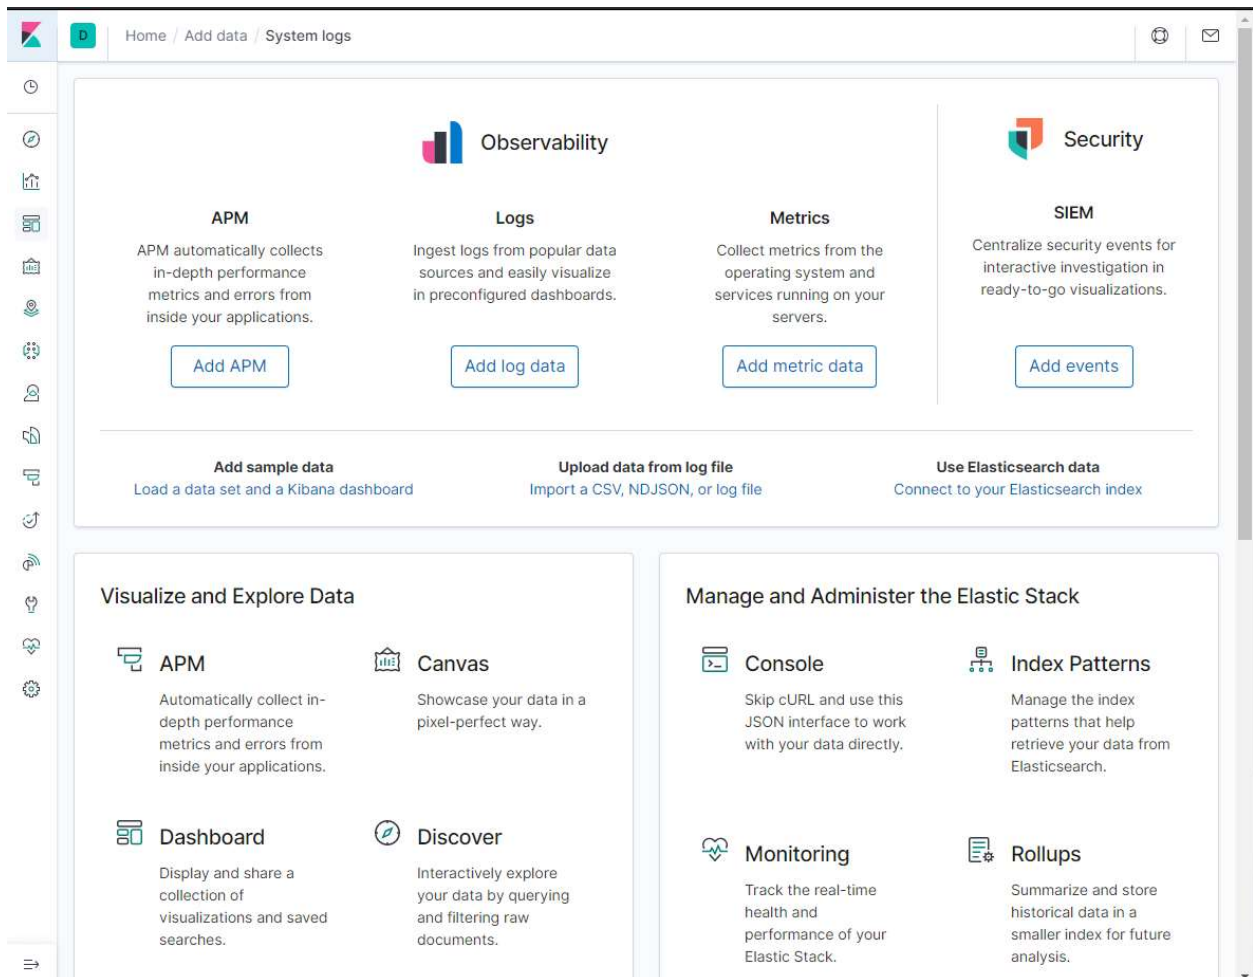 D
Home / Add data / System logs
Observability
Security
APM
APM automatically collects
in-depth performance
metrics and errors from
inside your applications.
Add APM
Logs
Ingest logs from popular data
sources and easily visualize
in preconfigured dashboards.
Add log data
Metrics
Collect metrics from the
operating system and
services running on your
servers.
Add metric data
SIEM
Centralize security events for
interactive investigation in
ready-to-go visualizations.
Add events
Add sample data
Load a data set and a Kibana dashboard
Upload data from log file
Import a CSV, NDJSON, or log file
Use Elasticsearch data
Connect to your Elasticsearch index
Visualize and Explore Data
APM
Automatically collect in-
depth performance
metrics and errors from
inside your applications.
Canvas
Showcase your data in a
pixel-perfect way.
Dashboard
Display and share a
collection of
visualizations and saved
searches.
Discover
Interactively explore
your data by querying
and filtering raw
documents.
Manage and Administer the Elastic Stack
Console
Skip cURL and use this
JSON interface to work
with your data directly.
Index Patterns
Manage the index
patterns that help
retrieve your data from
Elasticsearch.
Monitoring
Track the real-time
health and
performance of your
Elastic Stack.
Rollups
Summarize and store
historical data in a
smaller index for future
analysis.